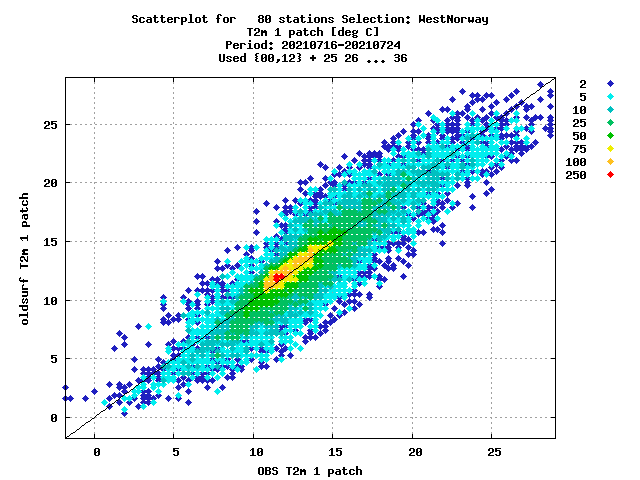 Scatterplot for   80 stations Selection: WestNorway
T2m 1 patch [deg C]
Period: 20210716-20210724
Used {00,12} + 25 26 ... 36
2
5
10
25
50
75
100
250
oldsurf T2m 1 patch
25
20
15
10
5
0
0 5 10 15 20 25
OBS T2m 1 patch